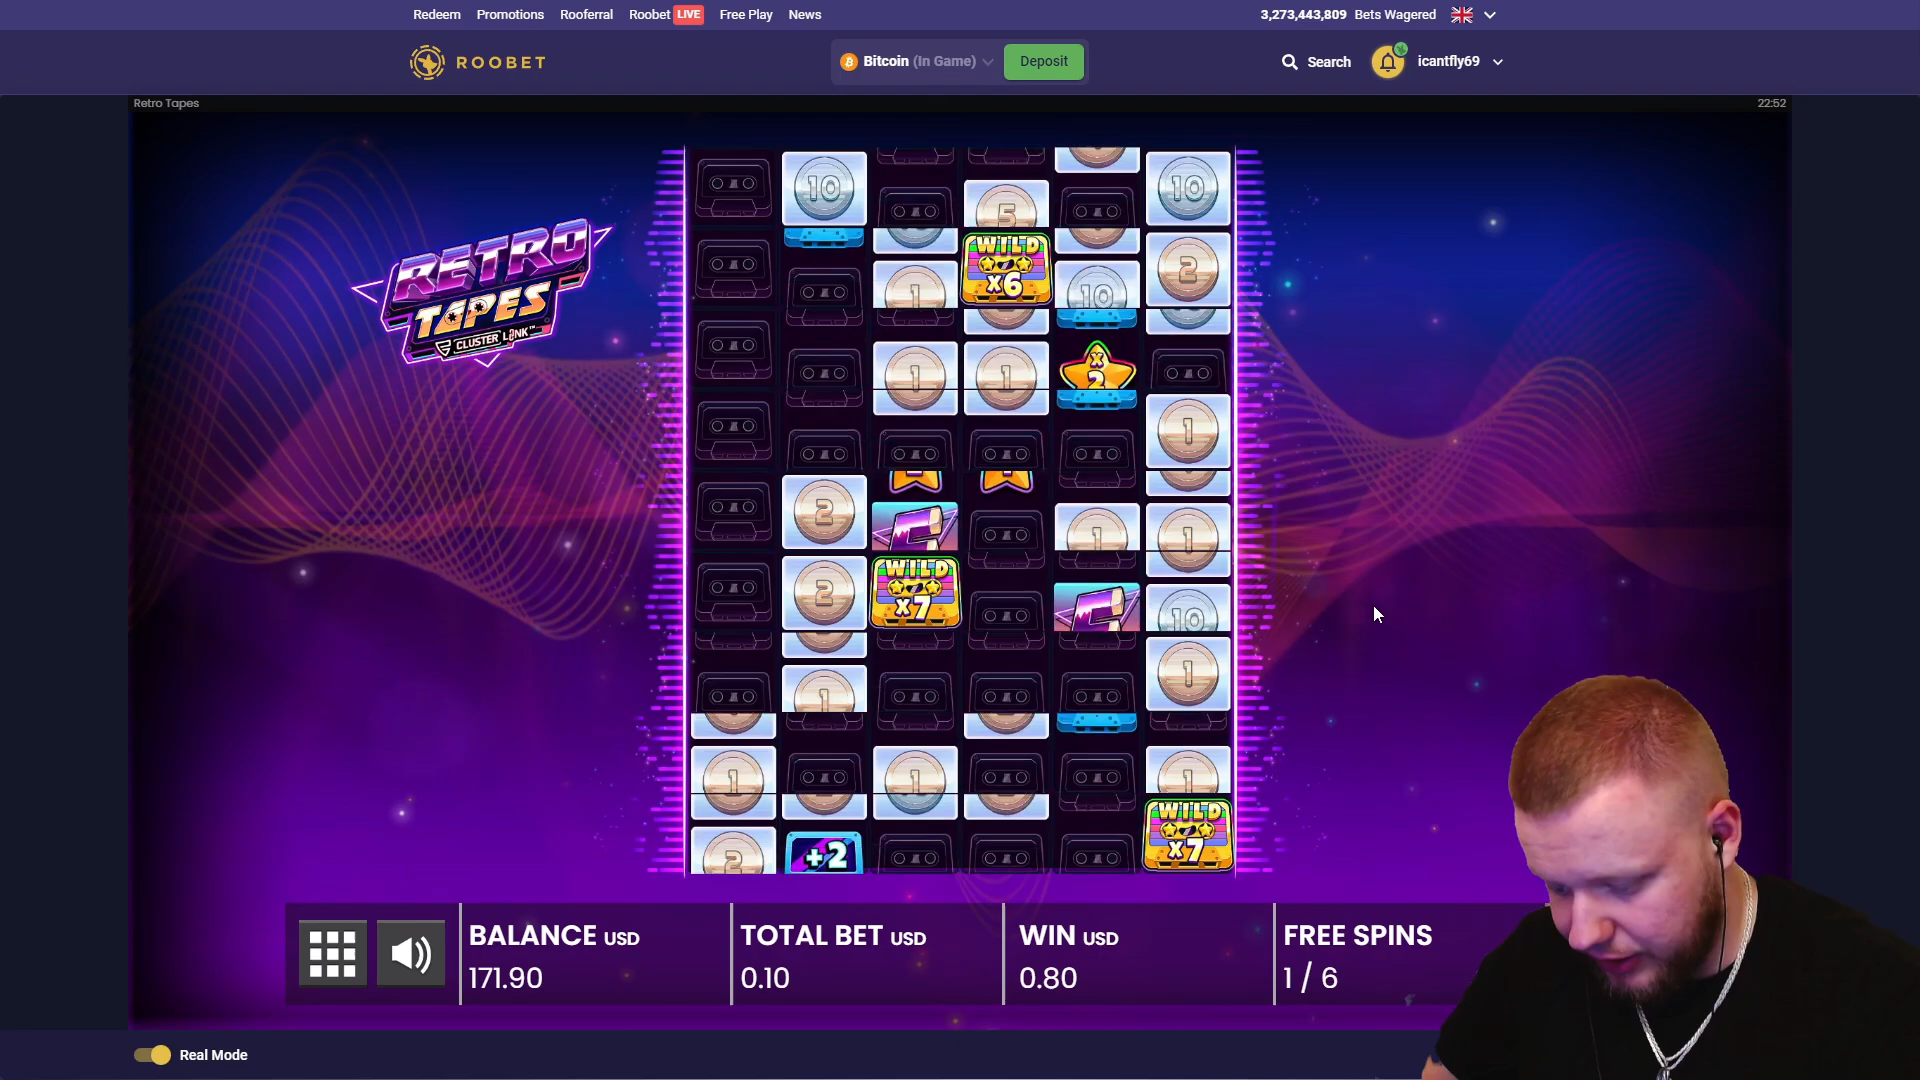 Redeem Promotions Rooferral Roobet LIVE Free Play News
3,273,443,809 Bets Wagered
ROOBET
Bitcoin (In Game) Deposit
Search icantfly69
Retro Tapes 22:52
RETRO
TAPES
CLUSTER LINK™
10 10
5
WILD 2
x6
1 10
1 1 x
2
1
2 1 1
WILD
2 x7 10
1
1
1 1 1
WILD
2 +2 x7
BALANCE USD TOTAL BET USD WIN USD FREE SPINS
171.90 0.10 0.80 1 / 6
Real Mode